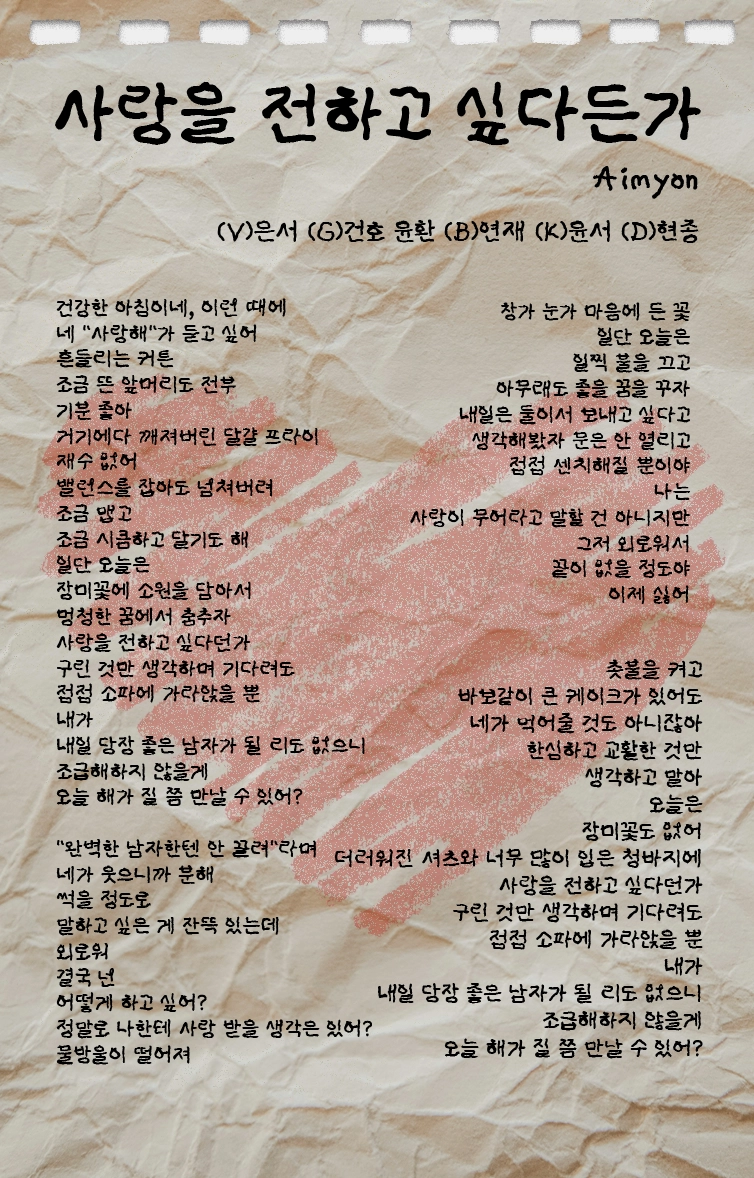 사랑을 전하고 싶다든가
Aimyon
(V)은서 (G)건호 윤환 (B)연재 (K)윤서 (D)현종
건강한 아침이네, 이런 때에
네 "사랑해"가 듣고 싶어
흔들리는 커튼
조금 뜬 앞머리도 전부
기분 좋아
거기에다 깨져버린 달걀 프라이
재수 없어
밸런스를 잡아도 넘쳐버려
조금 맵고
조금 시큼하고 달기도 해
일단 오늘은
장미꽃에 소원을 담아서
멍청한 꿈에서 춤추자
사랑을 전하고 싶다던가
구린 것만 생각하며 기다려도
점점 소파에 가라앉을 뿐
내가
내일 당장 좋은 남자가 될 리도 없으니
조급해하지 않을게
오늘 해가 질 쯤 만날 수 있어?
"완벽한 남자한텐 안 끌려"라며
네가 웃으니까 분해
썩을 정도로
말하고 싶은 게 잔뜩 있는데
외로워
결국 넌
어떻게 하고 싶어?
정말로 나한테 사랑 받을 생각은 있어?
물방울이 떨어져
창가 눈가 마음에 든 꽃
일단 오늘은
일찍 불을 끄고
아무래도 좋을 꿈을 꾸자
내일은 둘이서 보내고 싶다고
생각해봤자 문은 안 열리고
점점 센치해질 뿐이야
나는
사랑이 무어라고 말할 건 아니지만
그저 외로워서
끝이 없을 정도야
이제 싫어
촛불을 켜고
바보같이 큰 케이크가 있어도
네가 먹어줄 것도 아니잖아
한심하고 교활한 것만
생각하고 말아
오늘은
장미꽃도 없어
더러워진 셔츠와 너무 많이 입은 청바지에
사랑을 전하고 싶다던가
구린 것만 생각하며 기다려도
점점 소파에 가라앉을 뿐
내가
내일 당장 좋은 남자가 될 리도 없으니
조급해하지 않을게
오늘 해가 질 쯤 만날 수 있어?